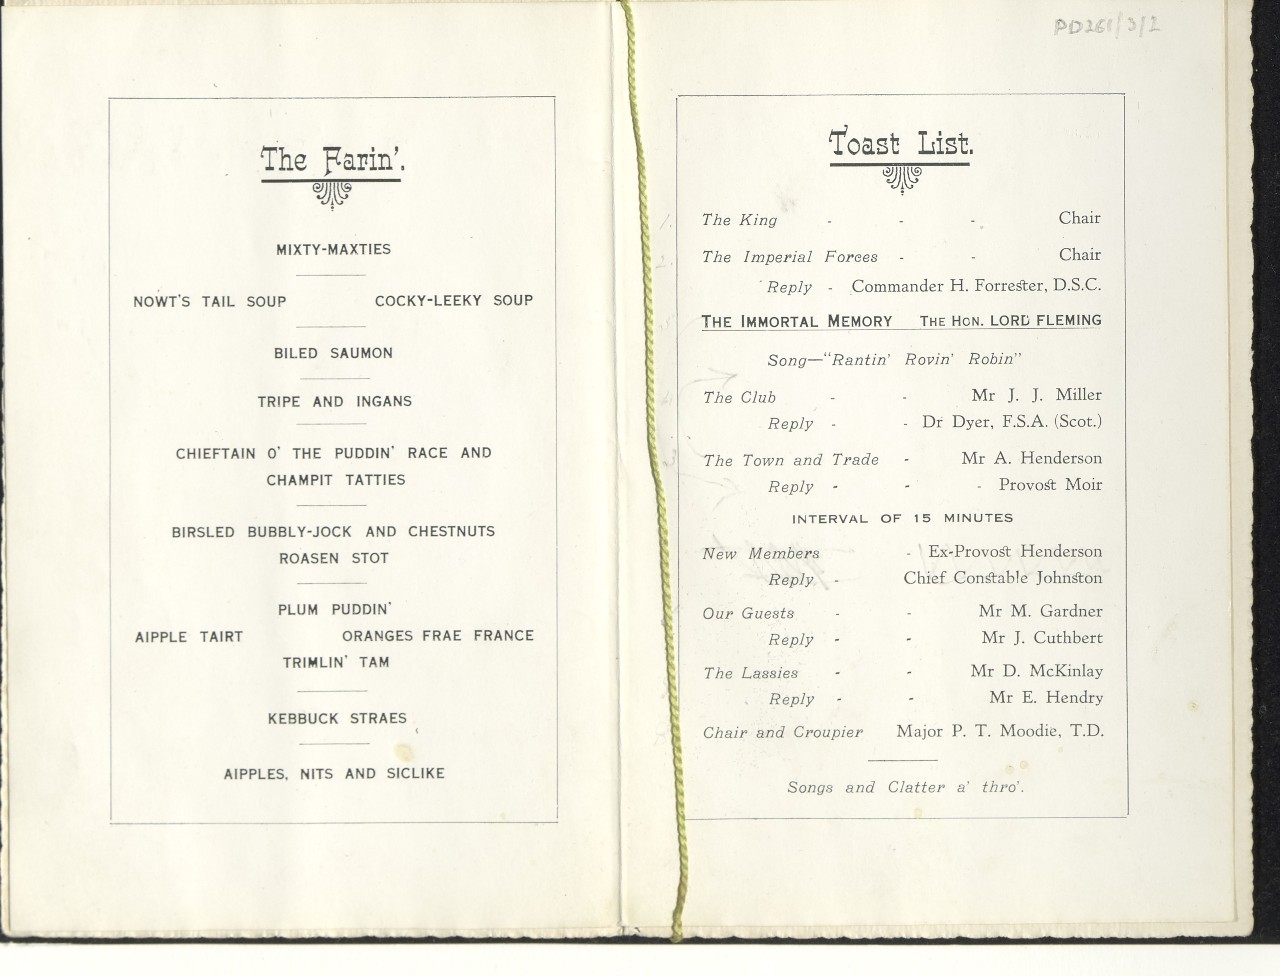 The Farin'.
MIXTY-MAXTIES
NOWT'S TAIL SOUP COCKY-LEEKY SOUP
BILED SAUMON
TRIPE AND INGANS
CHIEFTAIN O' THE PUDDIN' RACE AND
CHAMPIT TATTIES
BIRSLED BUBBLY-JOCK AND CHESTNUTS
ROASEN STOT
PLUM PUDDIN'
AIPPLE TAIRT ORANGES FRAE FRANCE
TRIMLIN' TAM
KEBBUCK STRAES
AIPPLES, NITS AND SICLIKE
PD261/3/2
Toast List.
The King - - - Chair
The Imperial Forces - - Chair
Reply - Commander H. Forrester, D.S.C.
THE IMMORTAL MEMORY THE HON. LORD FLEMING
Song—"Rantin' Rovin' Robin"
The Club - - Mr J. J. Miller
Reply - - Dr Dyer, F.S.A. (Scot.)
The Town and Trade - Mr A. Henderson
Reply - - - Provost Moir
INTERVAL OF 15 MINUTES
New Members - Ex-Provost Henderson
Reply - Chief Constable Johnston
Our Guests - - Mr M. Gardner
Reply - - Mr J. Cuthbert
The Lassies - - Mr D. McKinlay
Reply - - Mr E. Hendry
Chair and Croupier Major P. T. Moodie, T.D.
Songs and Clatter a' thro'.